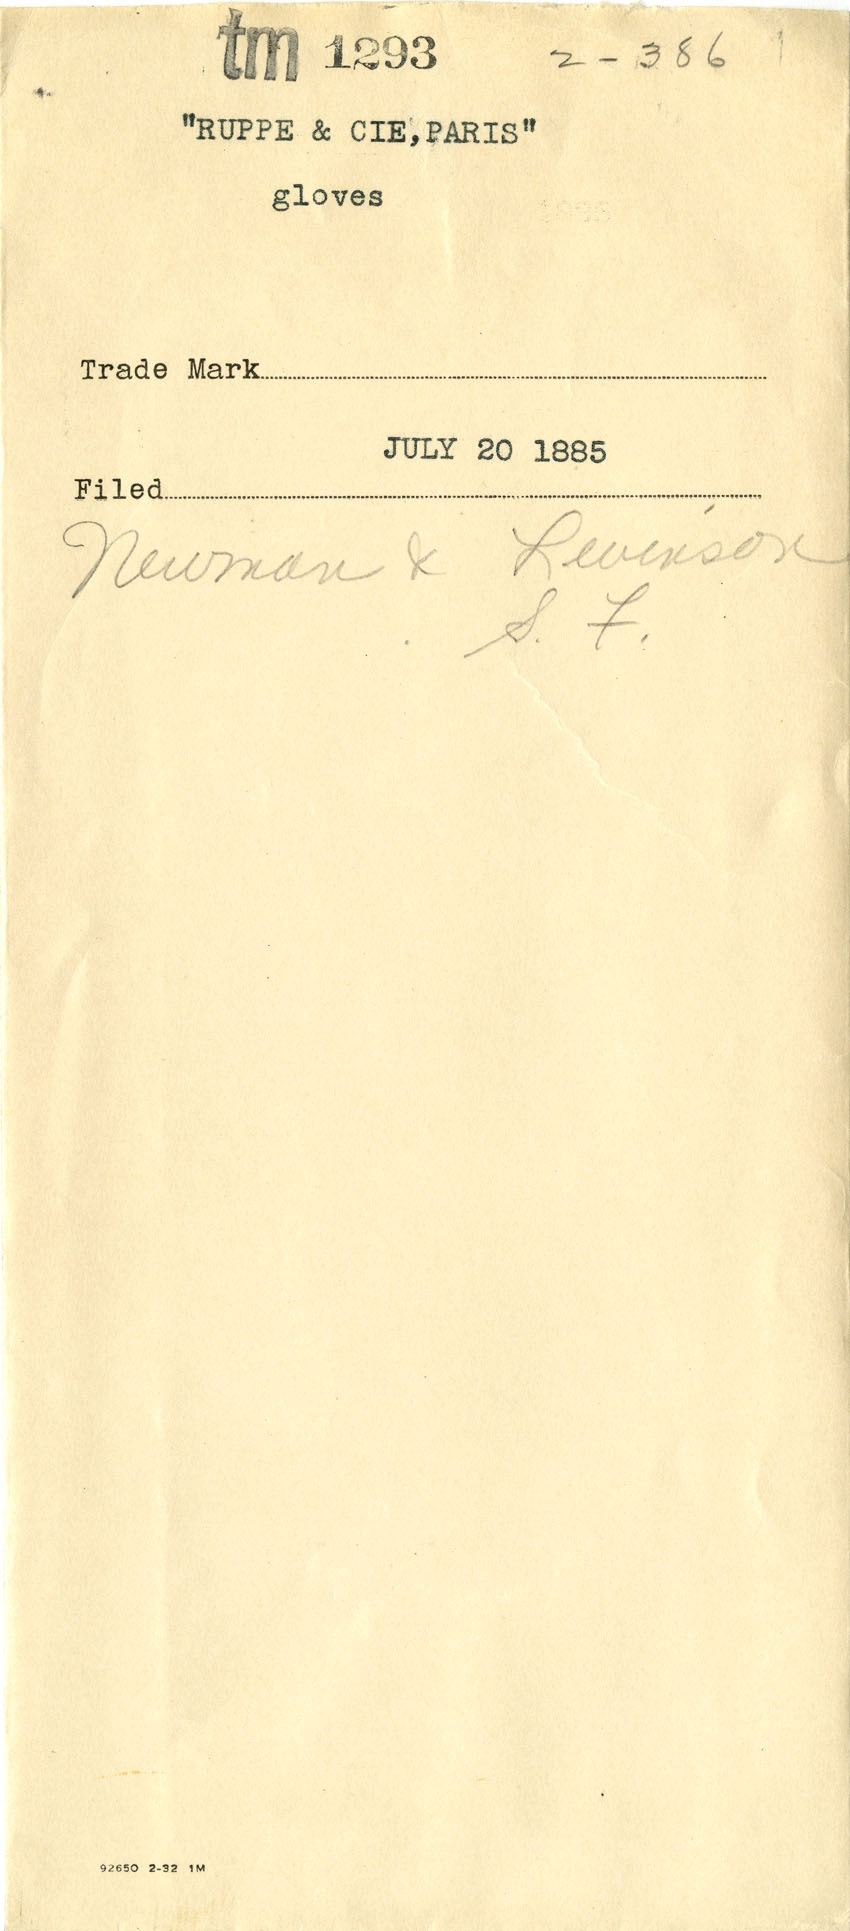 tm 1293 2-386
"RUPPE & CIE, PARIS"
gloves
Trade Mark
JULY 20 1885
Filed
Newman & Levinson
S. F.
92650 2-32 1M